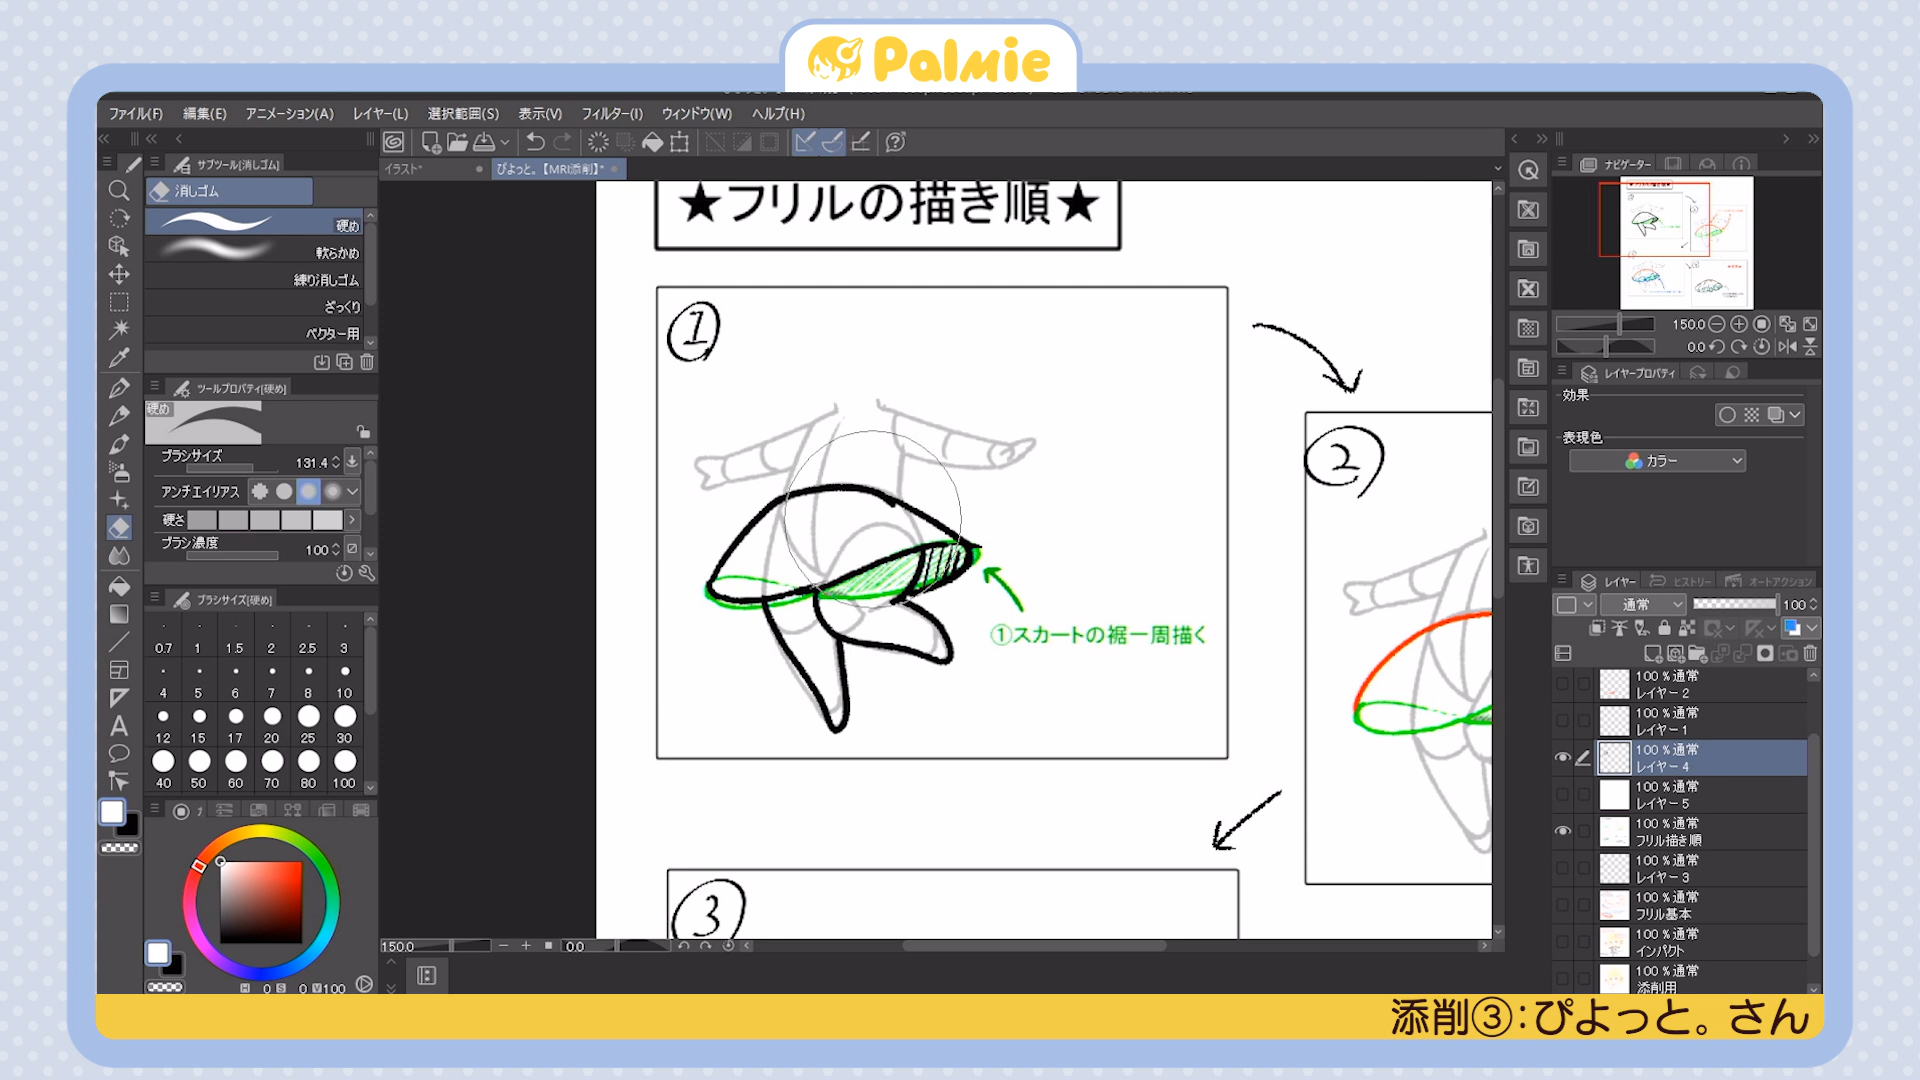 Palmie
ファイル(F) 編集(E) アニメーション(A) レイヤー(L) 選択範囲(S) 表示(V) フィルター(I) ウィンドウ(W) ヘルプ(H)
サブツール[消しゴム]
消しゴム
硬め
軟らかめ
練り消しゴム
ざっくり
ベクター用
ツールプロパティ[硬め]
硬め
ブラシサイズ 131.4
アンチエイリアス
硬さ
ブラシ濃度 100
ブラシサイズ[硬め]
0.7 1 1.5 2 2.5 3
4 5 6 7 8 10
12 15 17 20 25 30
40 50 60 70 80 100
H 0 S 0 V 100
イラスト*
ぴよっと。【MRI添削】*
★フリルの描き順★
①
①スカートの裾一周描く
②
③
150.0 0.0
ナビゲーター
150.0
0.0
レイヤープロパティ
効果
表現色
カラー
レイヤー ヒストリー オートアクション
通常 100
100 %通常
レイヤー 2
100 %通常
レイヤー 1
100 %通常
レイヤー 4
100 %通常
レイヤー 5
100 %通常
フリル描き順
100 %通常
レイヤー 3
100 %通常
フリル基本
100 %通常
インパクト
100 %通常
添削用
添削③:ぴよっと。さん